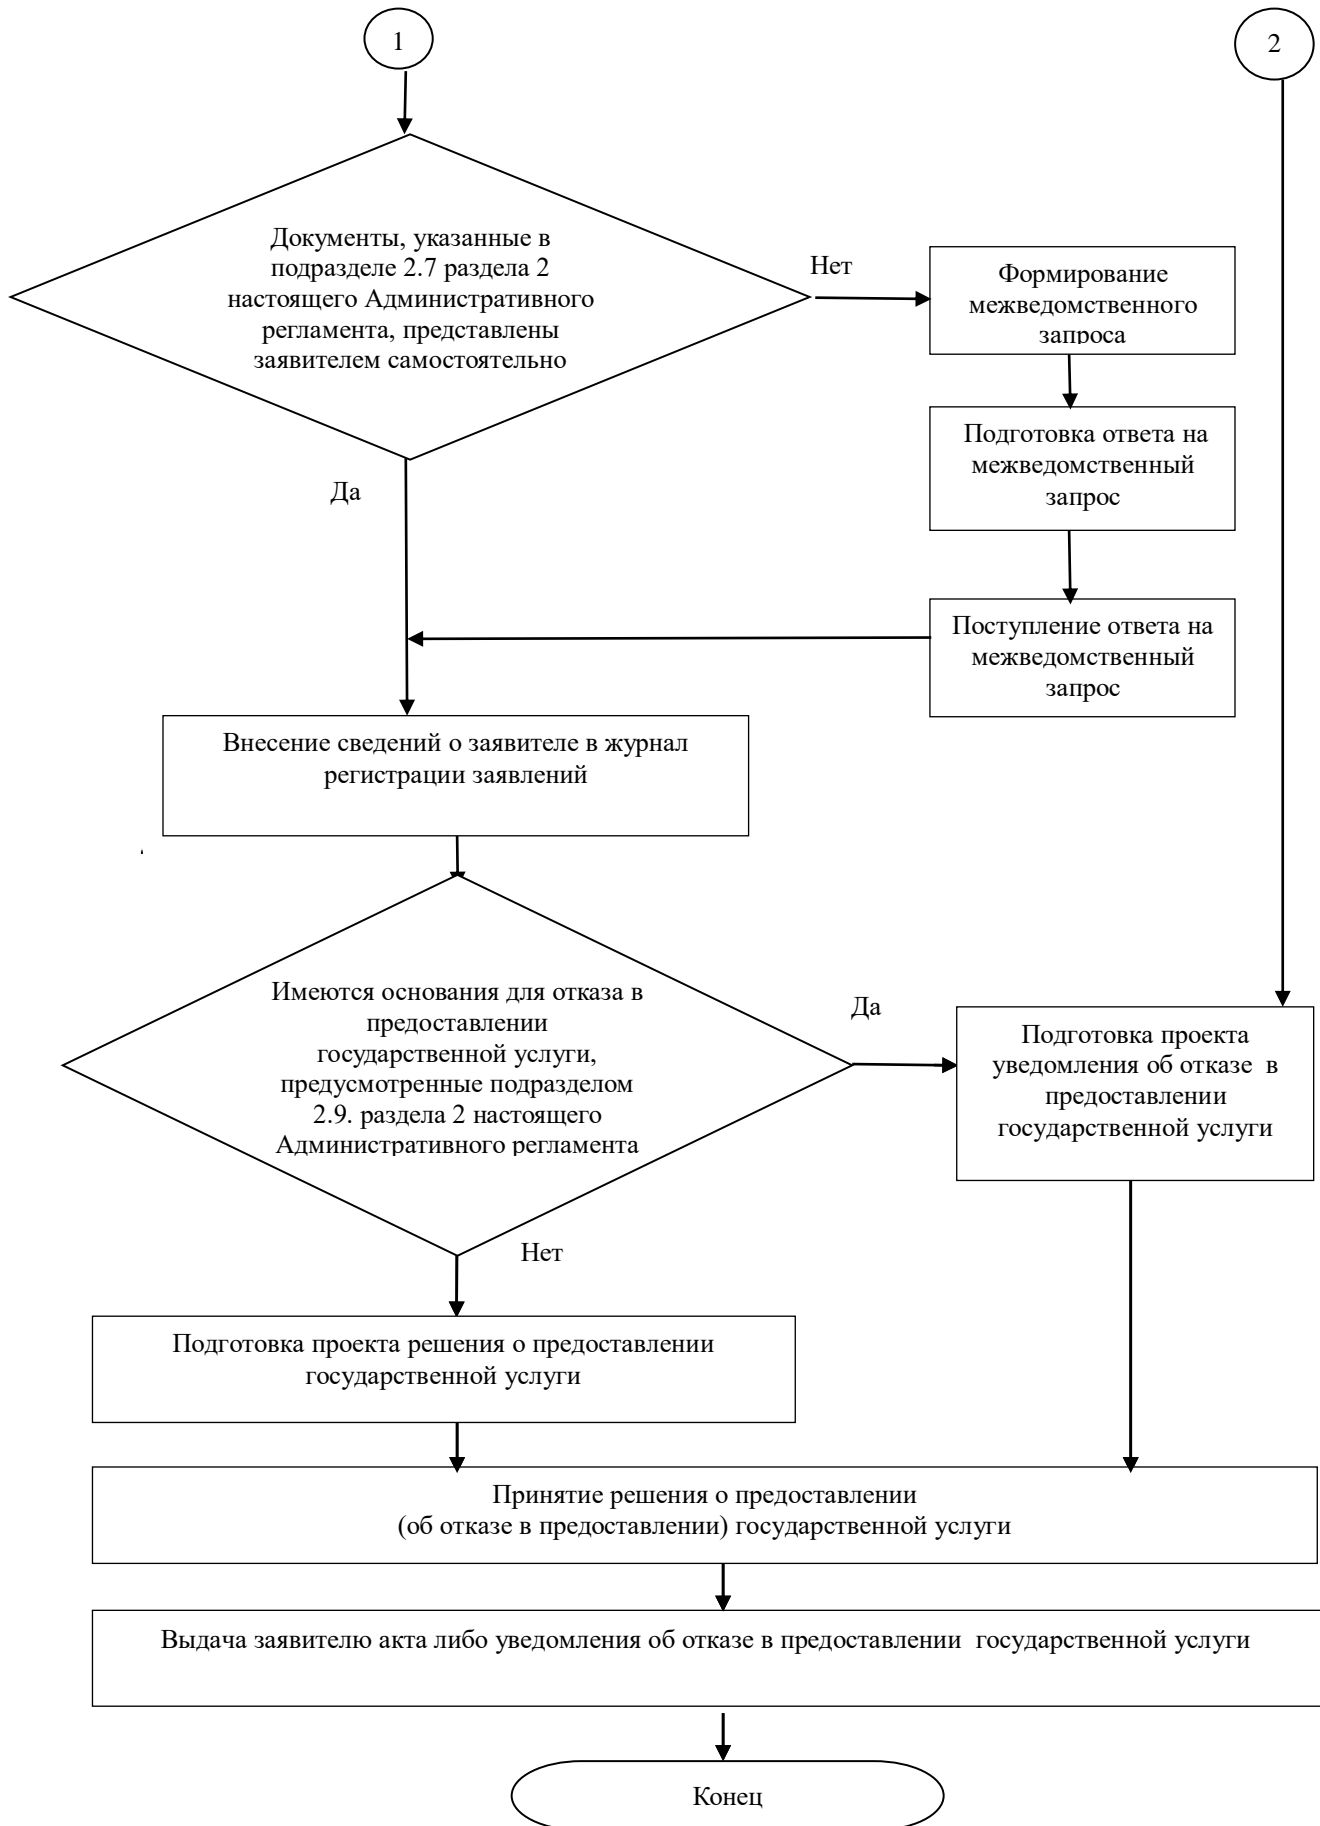 1
2
Документы, указанные в
подразделе 2.7 раздела 2
настоящего Административного
регламента, представлены
заявителем самостоятельно
Нет
Формирование
межведомственного
запроса
Подготовка ответа на
межведомственный
запрос
Да
Поступление ответа на
межведомственный
запрос
Внесение сведений о заявителе в журнал
регистрации заявлений
Имеются основания для отказа в
предоставлении
государственной услуги,
предусмотренные подразделом
2.9. раздела 2 настоящего
Административного регламента
Да
Подготовка проекта
уведомления об отказе в
предоставлении
государственной услуги
Нет
Подготовка проекта решения о предоставлении
государственной услуги
Принятие решения о предоставлении
(об отказе в предоставлении) государственной услуги
Выдача заявителю акта либо уведомления об отказе в предоставлении государственной услуги
Конец